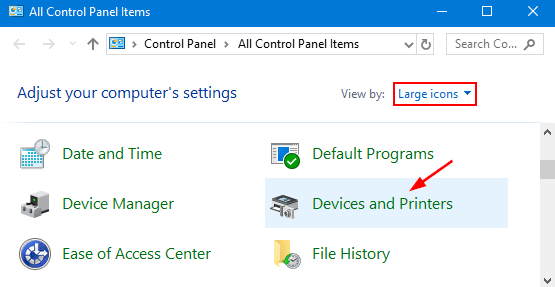 All Control Panel Items
Control Panel > All Control Panel Items
Search Co...
Adjust your computer's settings
View by: Large icons
Date and Time
Default Programs
Device Manager
Devices and Printers
Ease of Access Center
File History